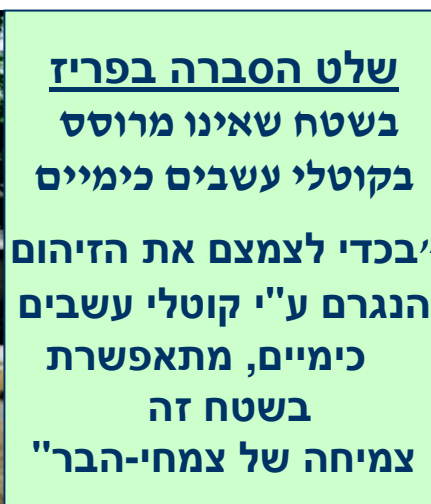 שלט הסברה בפריז
בשטח שאינו מרוסס
בקוטלי עשבים כימיים
'בכדי לצמצם את הזיהום
הנגרם ע"י קוטלי עשבים
כימיים, מתאפשרת
בשטח זה
צמיחה של צמחי-הבר"